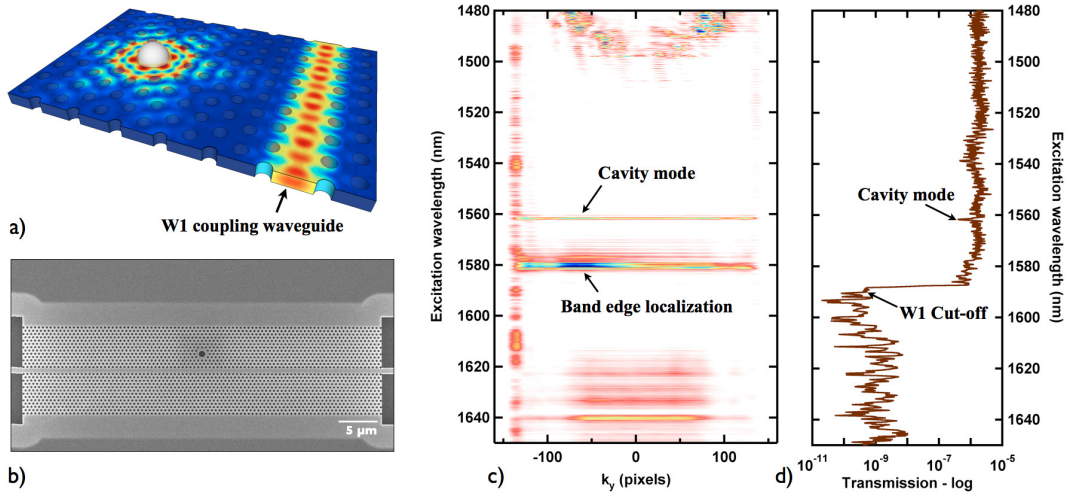 W1 coupling waveguide
a)
5 μm
b)
Excitation wavelength (nm)
1480
1500
1520
1540
1560
1580
1600
1620
1640
Cavity mode
Band edge localization
-100
0
100
k_y (pixels)
c)
1480
1500
1520
1540
1560
1580
1600
1620
1640
Excitation wavelength (nm)
Cavity mode
W1 Cut-off
10^-11
10^-9
10^-7
10^-5
Transmission - log
d)